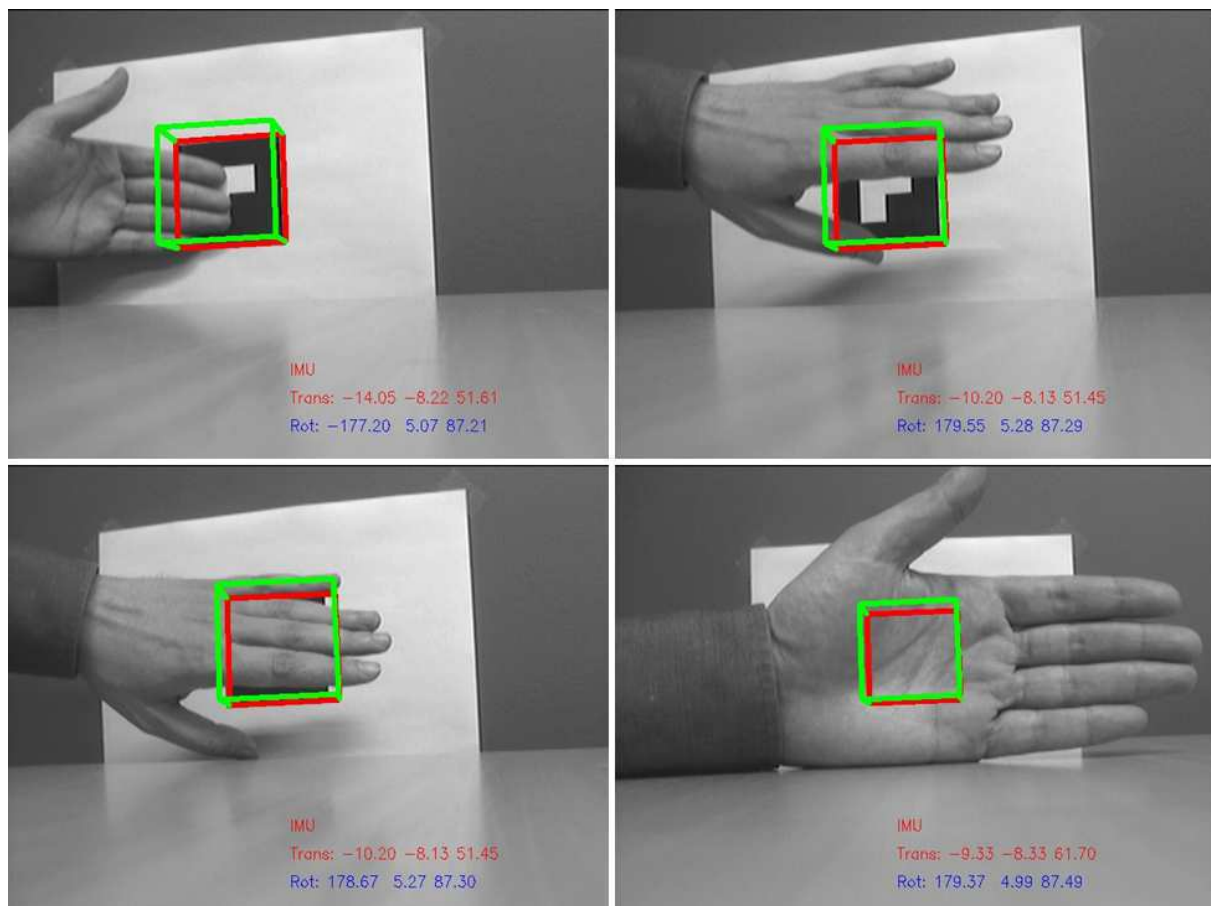 IMU
Trans: −14.05 −8.22 51.61
Rot: −177.20 5.07 87.21
IMU
Trans: −10.20 −8.13 51.45
Rot: 179.55 5.28 87.29
IMU
Trans: −10.20 −8.13 51.45
Rot: 178.67 5.27 87.30
IMU
Trans: −9.33 −8.33 61.70
Rot: 179.37 4.99 87.49